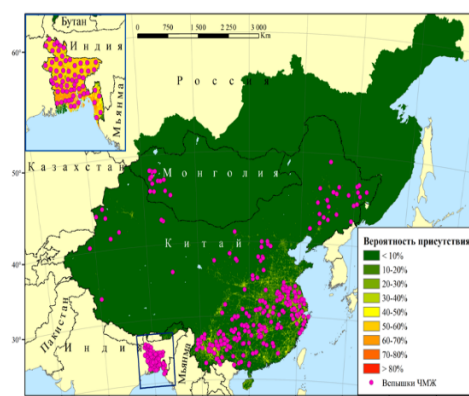 Бутан
Индия
Мьянма
0 750 1 500 2 250 3 000
Km
60°
50°
40°
30°
Россия
Казахстан
Монголия
Китай
Пакистан
Индия
Мьянма
Вероятность присутствия
< 10%
10-20%
20-30%
30-40%
40-50%
50-60%
60-70%
70-80%
> 80%
Вспышки ЧМЖ